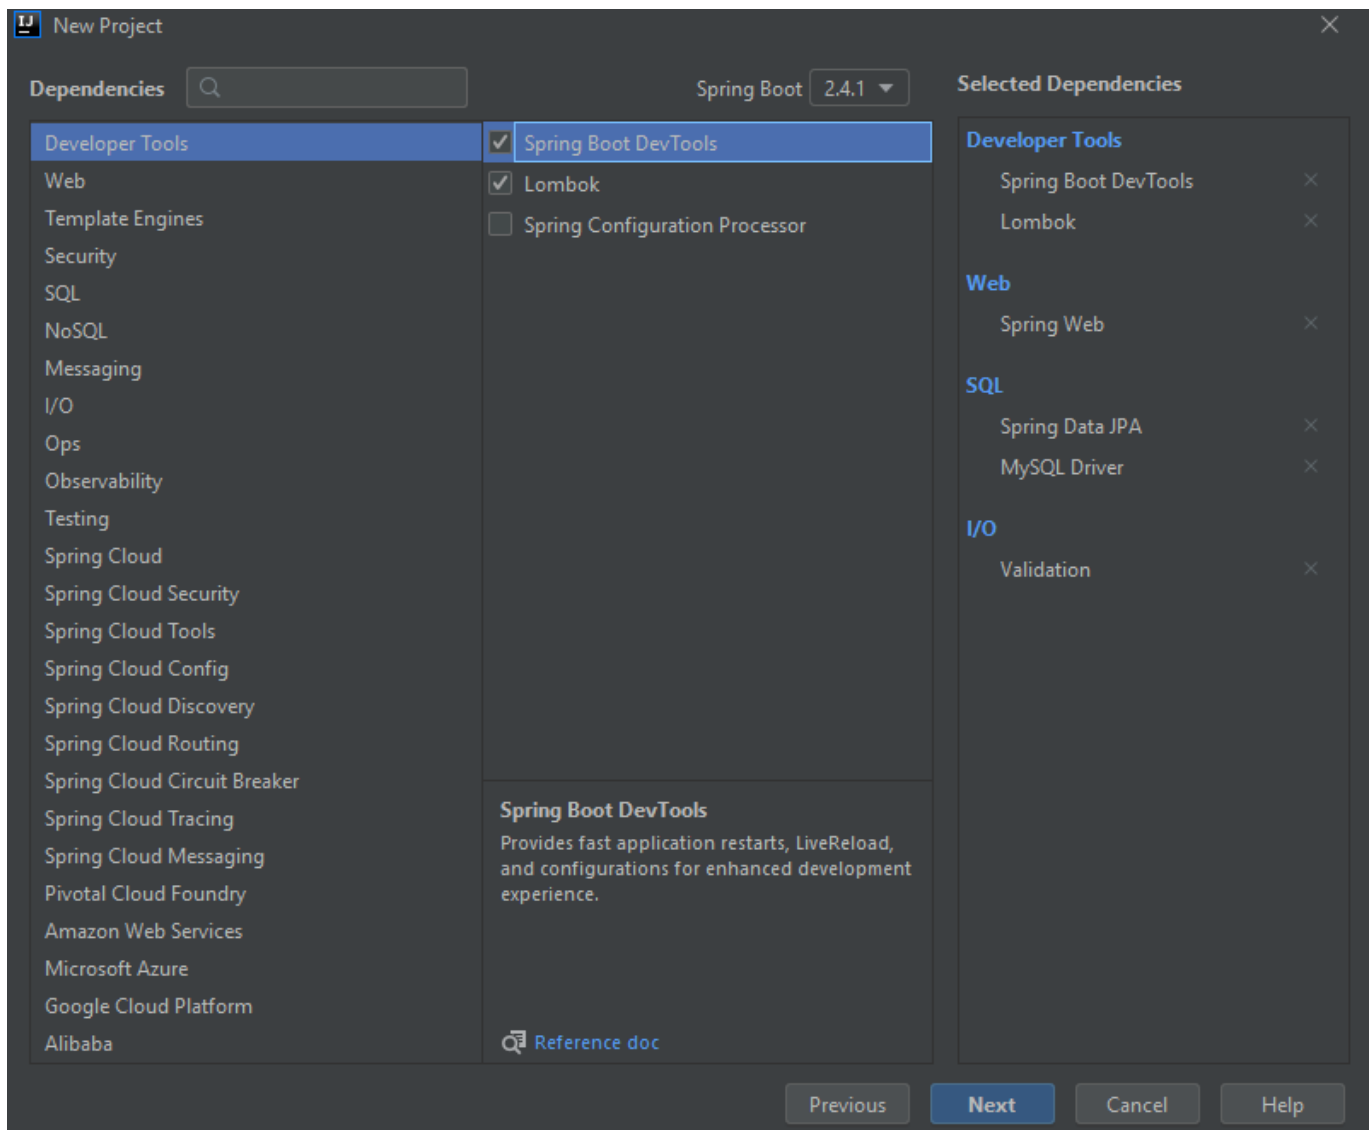 IJ
New Project
Dependencies
Spring Boot 2.4.1
Selected Dependencies
Developer Tools
Web
Template Engines
Security
SQL
NoSQL
Messaging
I/O
Ops
Observability
Testing
Spring Cloud
Spring Cloud Security
Spring Cloud Tools
Spring Cloud Config
Spring Cloud Discovery
Spring Cloud Routing
Spring Cloud Circuit Breaker
Spring Cloud Tracing
Spring Cloud Messaging
Pivotal Cloud Foundry
Amazon Web Services
Microsoft Azure
Google Cloud Platform
Alibaba
Spring Boot DevTools
Lombok
Spring Configuration Processor
Spring Boot DevTools
Provides fast application restarts, LiveReload,
and configurations for enhanced development
experience.
Reference doc
Developer Tools
Spring Boot DevTools
Lombok
Web
Spring Web
SQL
Spring Data JPA
MySQL Driver
I/O
Validation
Previous
Next
Cancel
Help